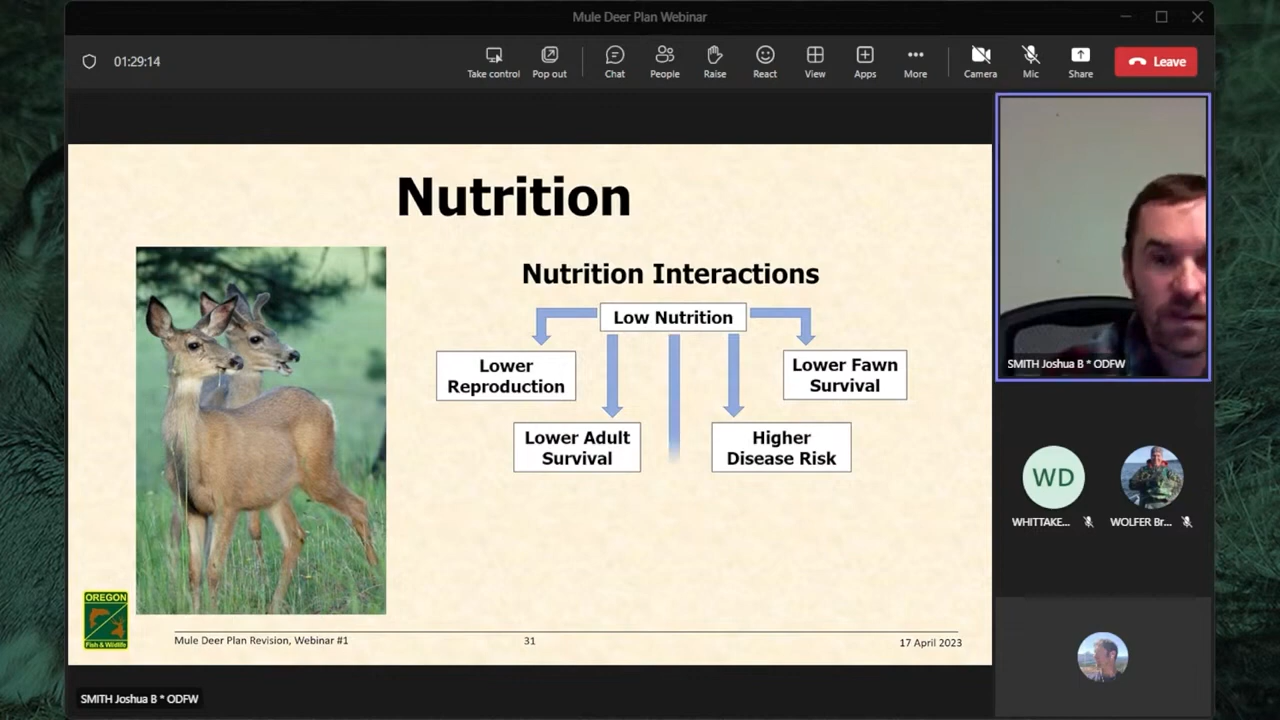 Mule Deer Plan Webinar
01:29:14
Take control
Pop out
Chat
People
Raise
React
View
Apps
More
Camera
Mic
Share
Leave
Nutrition
Nutrition Interactions
Low Nutrition
Lower
Reproduction
Lower Fawn
Survival
Lower Adult
Survival
Higher
Disease Risk
OREGON
Fish & Wildlife
Mule Deer Plan Revision, Webinar #1
31
17 April 2023
SMITH Joshua B * ODFW
SMITH Joshua B * ODFW
WD
WHITTAKE...
WOLFER Br...